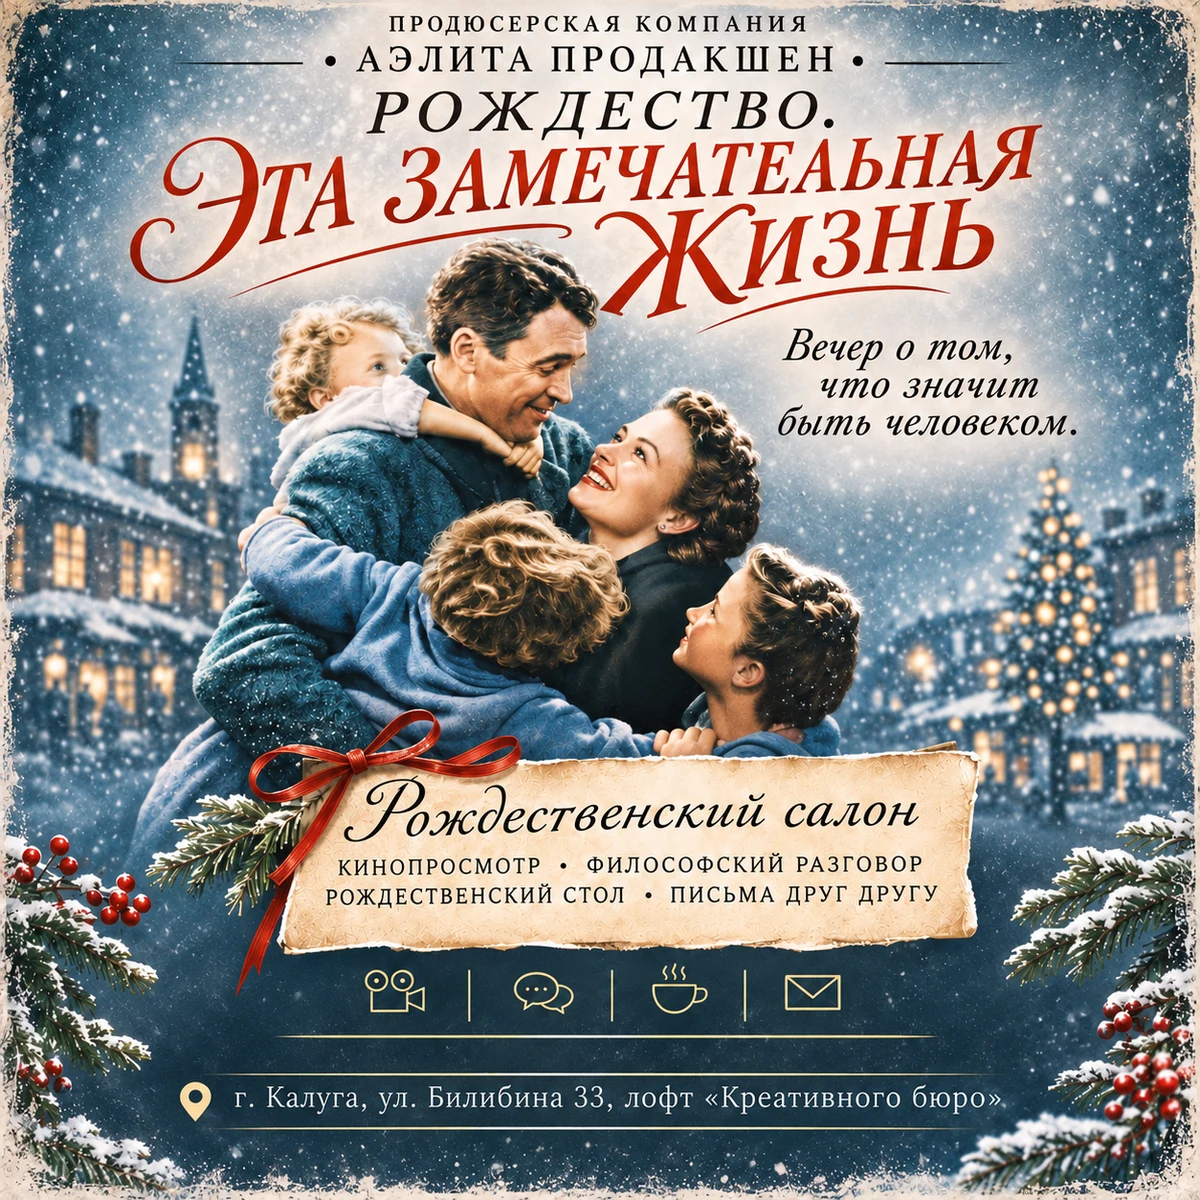 ПРОДЮСЕРСКАЯ КОМПАНИЯ
• АЭЛИТА ПРОДАКШЕН •
РОЖДЕСТВО.
ЭТА ЗАМЕЧАТЕЛЬНАЯ
ЖИЗНЬ
Вечер о том,
что значит
быть человеком.
Рождественский салон
КИНОПРОСМОТР • ФИЛОСОФСКИЙ РАЗГОВОР
РОЖДЕСТВЕНСКИЙ СТОЛ • ПИСЬМА ДРУГ ДРУГУ
г. Калуга, ул. Билибина 33, лофт «Креативного бюро»